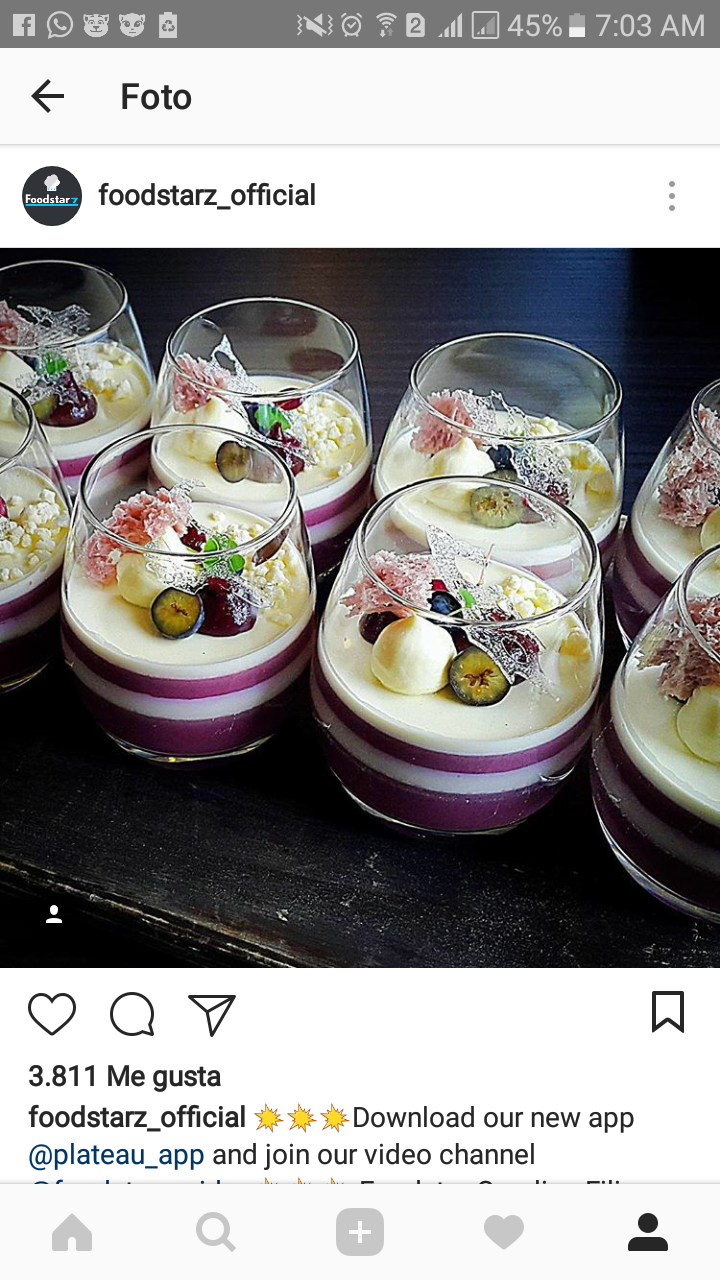 2 45% 7:03 AM
Foto
Foodstarz
foodstarz_official
3.811 Me gusta
foodstarz_official 💥💥💥Download our new app
@plateau_app and join our video channel